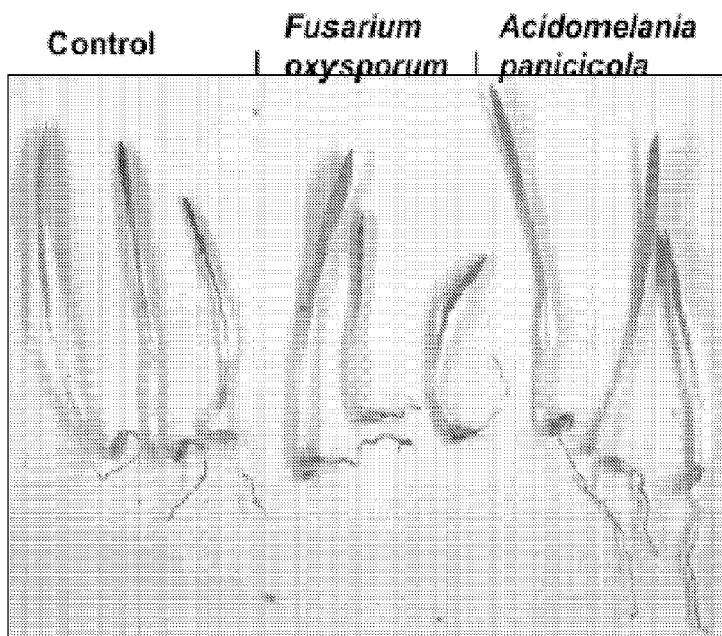 Control
Fusarium
oxysporum
Acidomelania
panicicola